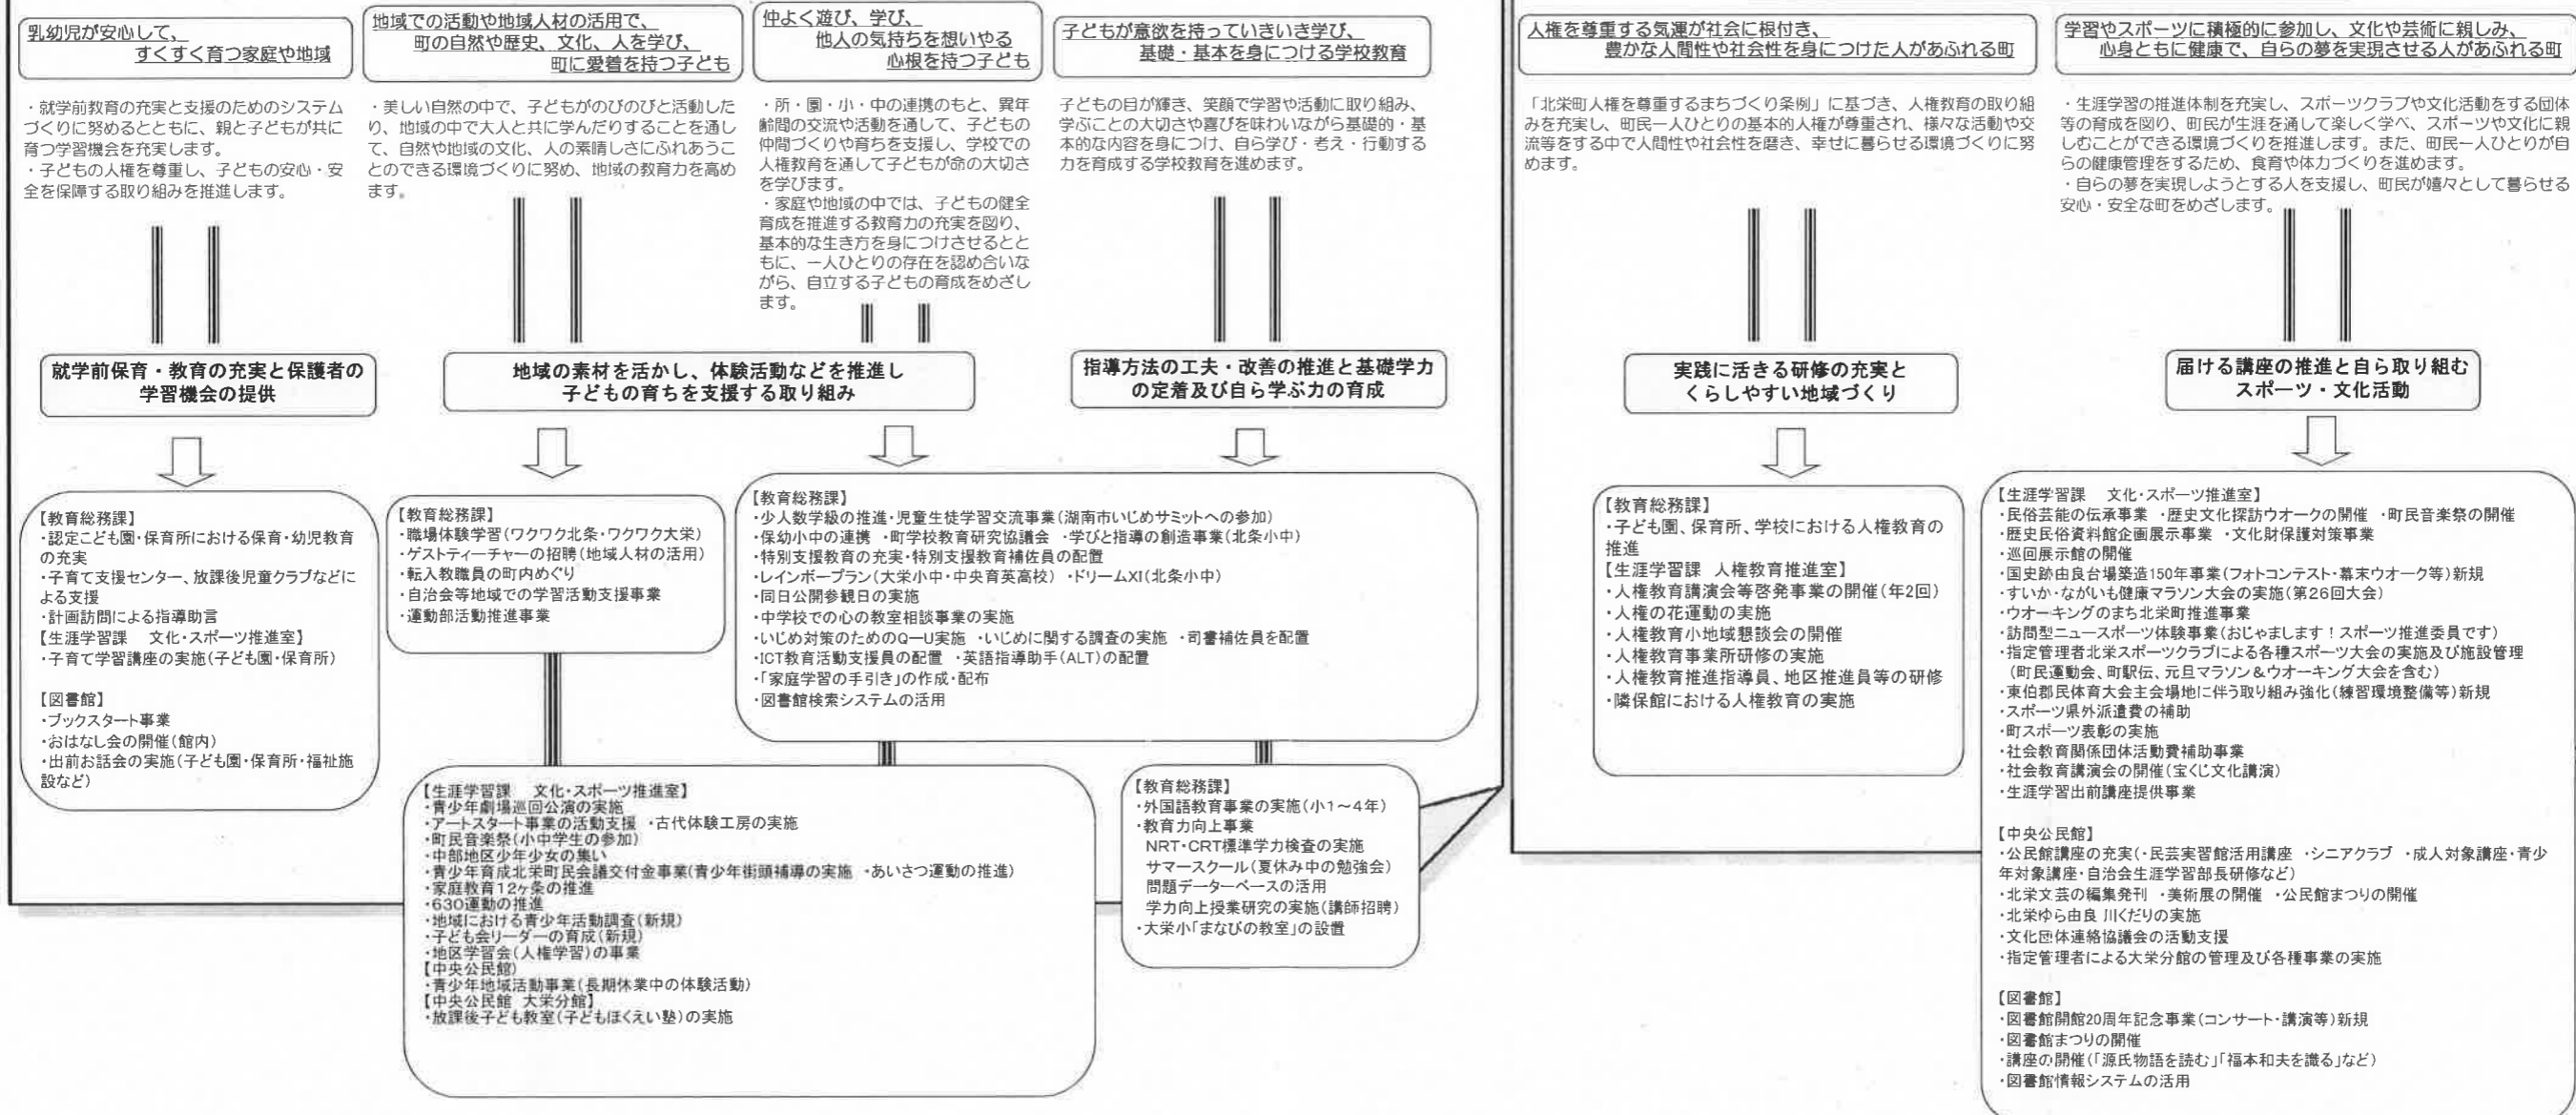 乳幼児が安心して、
すくすく育つ家庭や地域
・就学前教育の充実と支援のためのシステム
づくりに努めるとともに、親と子どもが共に
育つ学習機会を充実します。
・子どもの人権を尊重し、子どもの安心・安
全を保障する取り組みを推進します。
就学前保育・教育の充実と保護者の
学習機会の提供
【教育総務課】
・認定こども園・保育所における保育・幼児教育
の充実
・子育て支援センター、放課後児童クラブなどに
よる支援
・計画訪問による指導助言
【生涯学習課　文化・スポーツ推進室】
・子育て学習講座の実施(子ども園・保育所)
【図書館】
・ブックスタート事業
・おはなし会の開催(館内)
・出前お話会の実施(子ども園・保育所・福祉施
設など)
地域での活動や地域人材の活用で、
町の自然や歴史、文化、人を学び、
町に愛着を持つ子ども
・美しい自然の中で、子どもがのびのびと活動した
り、地域の中で大人と共に学んだりすることを通し
て、自然や地域の文化、人の素晴しさにふれあうこ
とのできる環境づくりに努め、地域の教育力を高め
ます。
仲よく遊び、学び、
他人の気持ちを想いやる
心根を持つ子ども
・所・園・小・中の連携のもと、異年
齢間の交流や活動を通して、子どもの
仲間づくりや育ちを支援し、学校での
人権教育を通して子どもが命の大切さ
を学びます。
・家庭や地域の中では、子どもの健全
育成を推進する教育力の充実を図り、
基本的な生き方を身につけさせるとと
もに、一人ひとりの存在を認め合いな
がら、自立する子どもの育成をめざし
ます。
地域の素材を活かし、体験活動などを推進し
子どもの育ちを支援する取り組み
【教育総務課】
・職場体験学習(ワクワク北条・ワクワク大栄)
・ゲストティーチャーの招聘(地域人材の活用)
・転入教職員の町内めぐり
・自治会等地域での学習活動支援事業
・運動部活動推進事業
子どもが意欲を持っていきいき学び、
基礎・基本を身につける学校教育
子どもの目が輝き、笑顔で学習や活動に取り組み、
学ぶことの大切さや喜びを味わいながら基礎的・基
本的な内容を身につけ、自ら学び・考え・行動する
力を育成する学校教育を進めます。
指導方法の工夫・改善の推進と基礎学力
の定着及び自ら学ぶ力の育成
【教育総務課】
・少人数学級の推進・児童生徒学習交流事業(湖南市いじめサミットへの参加)
・保幼小中の連携 ・町学校教育研究協議会 ・学びと指導の創造事業(北条小中)
・特別支援教育の充実・特別支援教育補佐員の配置
・レインボープラン(大栄小中・中央育英高校) ・ドリームXI(北条小中)
・同日公開参観日の実施
・中学校での心の教室相談事業の実施
・いじめ対策のためのQ－U実施 ・いじめに関する調査の実施 ・司書補佐員を配置
・ICT教育活動支援員の配置 ・英語指導助手(ALT)の配置
・「家庭学習の手引き」の作成・配布
・図書館検索システムの活用
【生涯学習課　文化・スポーツ推進室】
・青少年劇場巡回公演の実施
・アートスタート事業の活動支援 ・古代体験工房の実施
・町民音楽祭(小中学生の参加)
・中部地区少年少女の集い
・青少年育成北栄町民会議交付金事業(青少年街頭補導の実施 ・あいさつ運動の推進)
・家庭教育12ヶ条の推進
・630運動の推進
・地域における青少年活動調査(新規)
・子ども会リーダーの育成(新規)
・地区学習会(人権学習)の事業
【中央公民館】
・青少年地域活動事業(長期休業中の体験活動)
【中央公民館 大栄分館】
・放課後子ども教室(子どもほくえい塾)の実施
【教育総務課】
・外国語教育事業の実施(小1～4年)
・教育力向上事業
NRT・CRT標準学力検査の実施
サマースクール(夏休み中の勉強会)
問題データーベースの活用
学力向上授業研究の実施(講師招聘)
・大栄小「まなびの教室」の設置
人権を尊重する気運が社会に根付き、
豊かな人間性や社会性を身につけた人があふれる町
「北栄町人権を尊重するまちづくり条例」に基づき、人権教育の取り組
みを充実し、町民一人ひとりの基本的人権が尊重され、様々な活動や交
流等をする中で人間性や社会性を磨き、幸せに暮らせる環境づくりに努
めます。
実践に活きる研修の充実と
くらしやすい地域づくり
【教育総務課】
・子ども園、保育所、学校における人権教育の
推進
【生涯学習課 人権教育推進室】
・人権教育講演会等啓発事業の開催(年2回)
・人権の花運動の実施
・人権教育小地域懇談会の開催
・人権教育事業所研修の実施
・人権教育推進指導員、地区推進員等の研修
・隣保館における人権教育の実施
学習やスポーツに積極的に参加し、文化や芸術に親しみ、
心身ともに健康で、自らの夢を実現させる人があふれる町
・生涯学習の推進体制を充実し、スポーツクラブや文化活動をする団体
等の育成を図り、町民が生涯を通して楽しく学べ、スポーツや文化に親
しむことができる環境づくりを推進します。また、町民一人ひとりが自
らの健康管理をするため、食育や体力づくりを進めます。
・自らの夢を実現しようとする人を支援し、町民が嬉々として暮らせる
安心・安全な町をめざします。
届ける講座の推進と自ら取り組む
スポーツ・文化活動
【生涯学習課　文化・スポーツ推進室】
・民俗芸能の伝承事業 ・歴史文化探訪ウオークの開催 ・町民音楽祭の開催
・歴史民俗資料館企画展示事業 ・文化財保護対策事業
・巡回展示館の開催
・国史跡由良台場築造150年事業(フォトコンテスト・幕末ウオーク等)新規
・すいか・ながいも健康マラソン大会の実施(第26回大会)
・ウオーキングのまち北栄町推進事業
・訪問型ニュースポーツ体験事業(おじゃまします！スポーツ推進委員です)
・指定管理者北栄スポーツクラブによる各種スポーツ大会の実施及び施設管理
(町民運動会、町駅伝、元旦マラソン＆ウオーキング大会を含む)
・東伯郡民体育大会主会場地に伴う取り組み強化(練習環境整備等)新規
・スポーツ県外派遣費の補助
・町スポーツ表彰の実施
・社会教育関係団体活動費補助事業
・社会教育講演会の開催(宝くじ文化講演)
・生涯学習出前講座提供事業
【中央公民館】
・公民館講座の充実(・民芸実習館活用講座 ・シニアクラブ ・成人対象講座・青少
年対象講座・自治会生涯学習部長研修など)
・北栄文芸の編集発刊 ・美術展の開催 ・公民館まつりの開催
・北栄ゆら由良川くだりの実施
・文化団体連絡協議会の活動支援
・指定管理者による大栄分館の管理及び各種事業の実施
【図書館】
・図書館開館20周年記念事業(コンサート・講演等)新規
・図書館まつりの開催
・講座の開催(「源氏物語を読む」「福本和夫を識る」など)
・図書館情報システムの活用